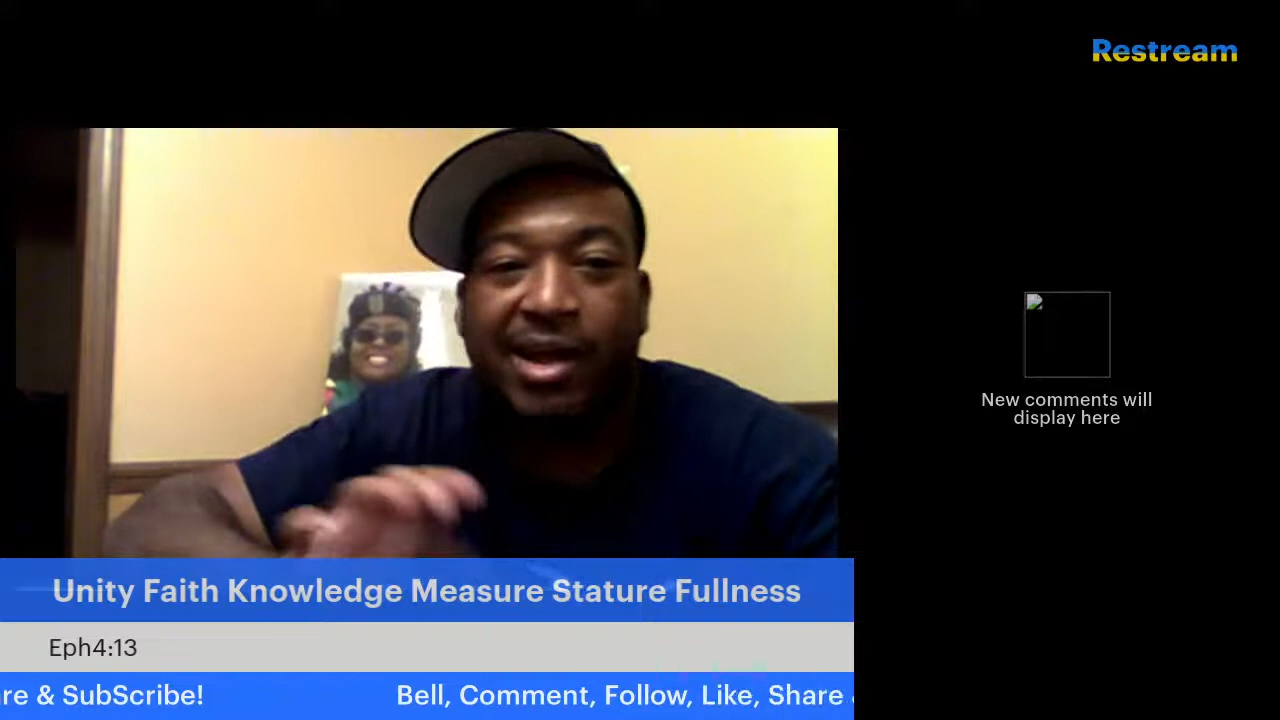 Restream
New comments will
display here
Unity Faith Knowledge Measure Stature Fullness
Eph4:13
re & SubScribe!
Bell, Comment, Follow, Like, Share